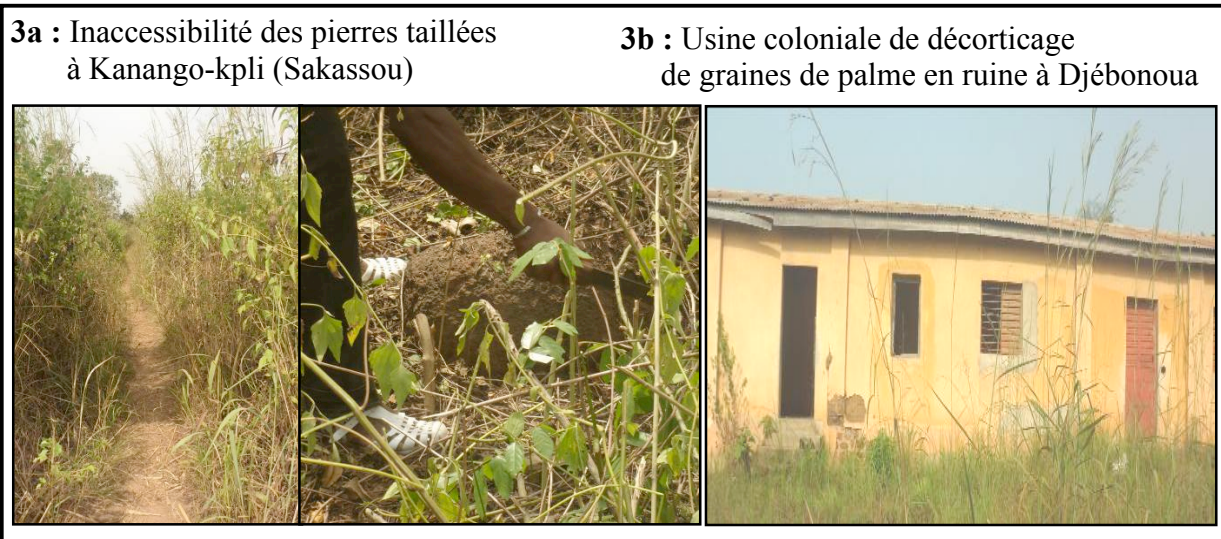 3a : Inaccessibilité des pierres taillées
à Kanango-kpli (Sakassou)
3b : Usine coloniale de décorticage
de graines de palme en ruine à Djébonoua